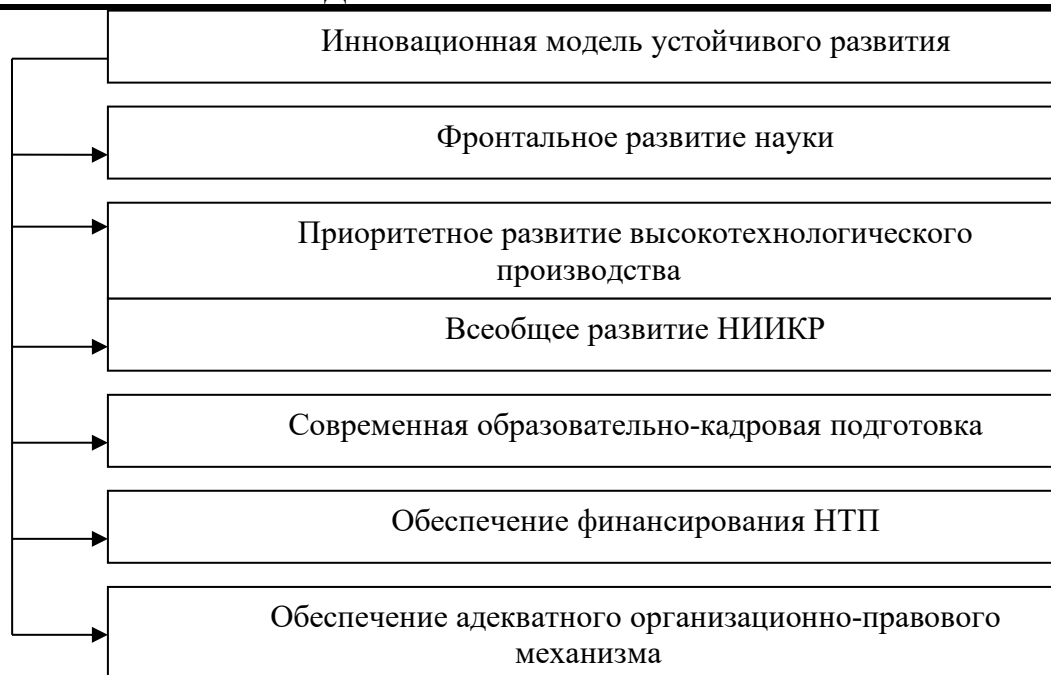 Инновационная модель устойчивого развития
Фронтальное развитие науки
Приоритетное развитие высокотехнологического
производства
Всеобщее развитие НИИКР
Современная образовательно-кадровая подготовка
Обеспечение финансирования НТП
Обеспечение адекватного организационно-правового
механизма